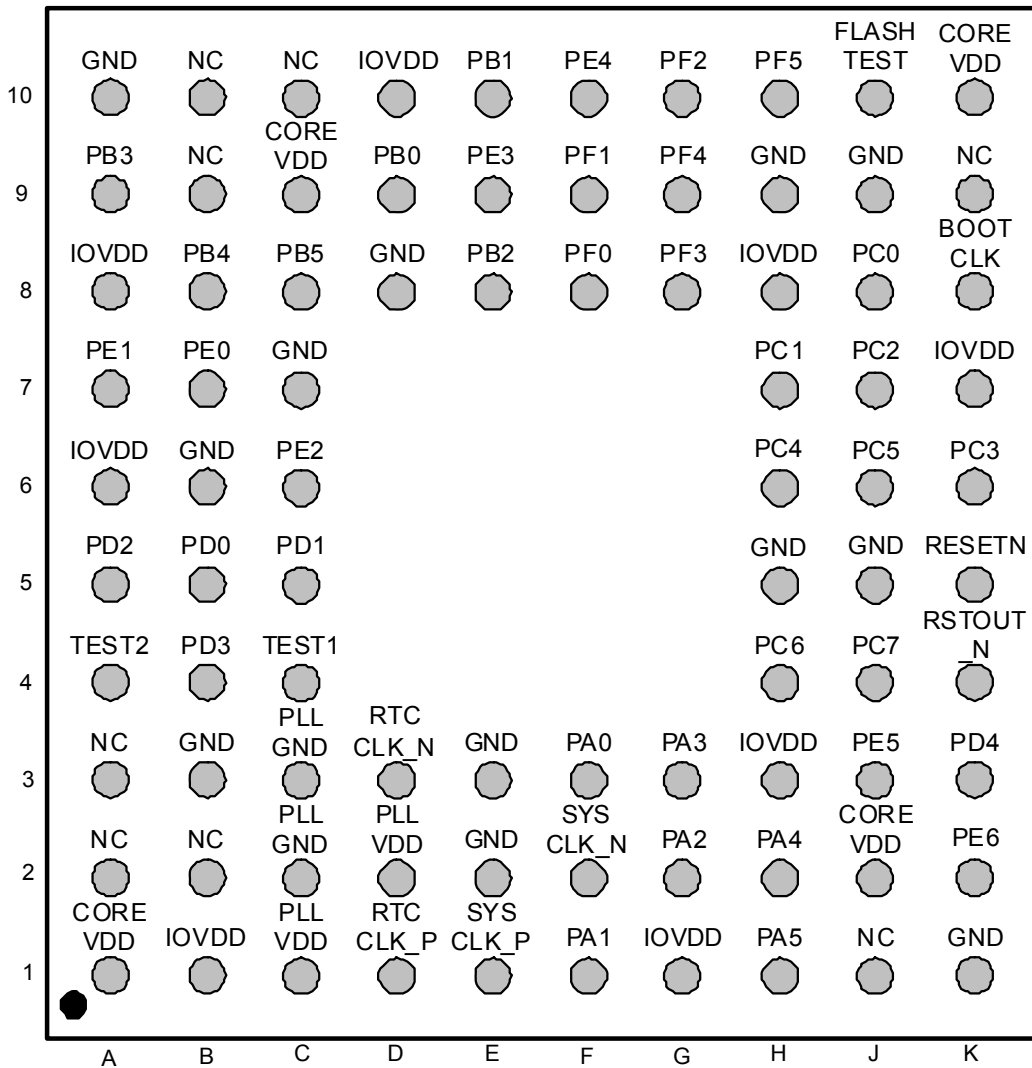 FLASH CORE
GND NC NC IOVDD PB1 PE4 PF2 PF5 TEST VDD
10
CORE
PB3 NC VDD PB0 PE3 PF1 PF4 GND GND NC
9
BOOT
IOVDD PB4 PB5 GND PB2 PF0 PF3 IOVDD PC0 CLK
8
PE1 PE0 GND PC1 PC2 IOVDD
7
IOVDD GND PE2 PC4 PC5 PC3
6
PD2 PD0 PD1 GND GND RESETN
5
RSTOUT
TEST2 PD3 TEST1 PC6 PC7 _N
4
PLL RTC
NC GND GND CLK_N GND PA0 PA3 IOVDD PE5 PD4
3
PLL PLL SYS CORE
NC NC GND VDD GND CLK_N PA2 PA4 VDD PE6
2
CORE PLL RTC SYS
VDD IOVDD VDD CLK_P CLK_P PA1 IOVDD PA5 NC GND
1
A B C D E F G H J K